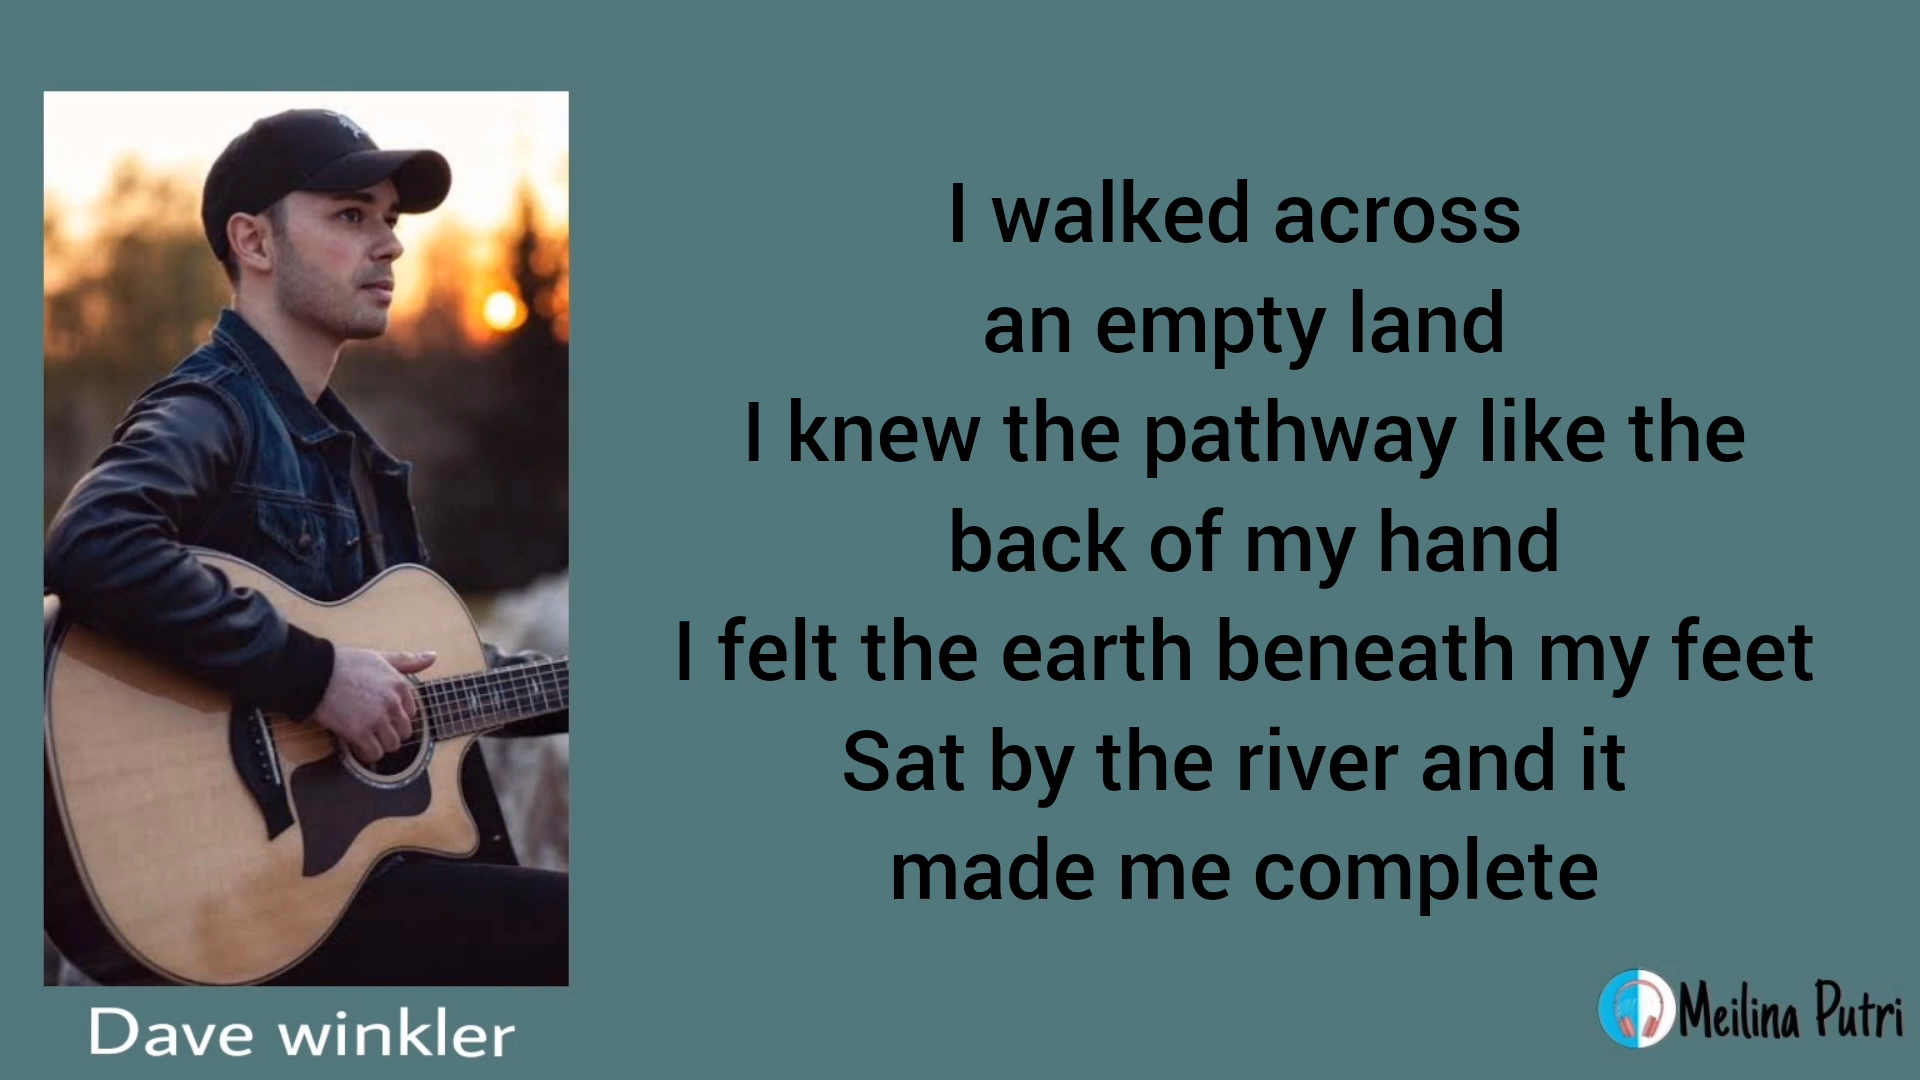 I walked across
an empty land
I knew the pathway like the
back of my hand
I felt the earth beneath my feet
Sat by the river and it
made me complete
Dave winkler
Meilina Putri